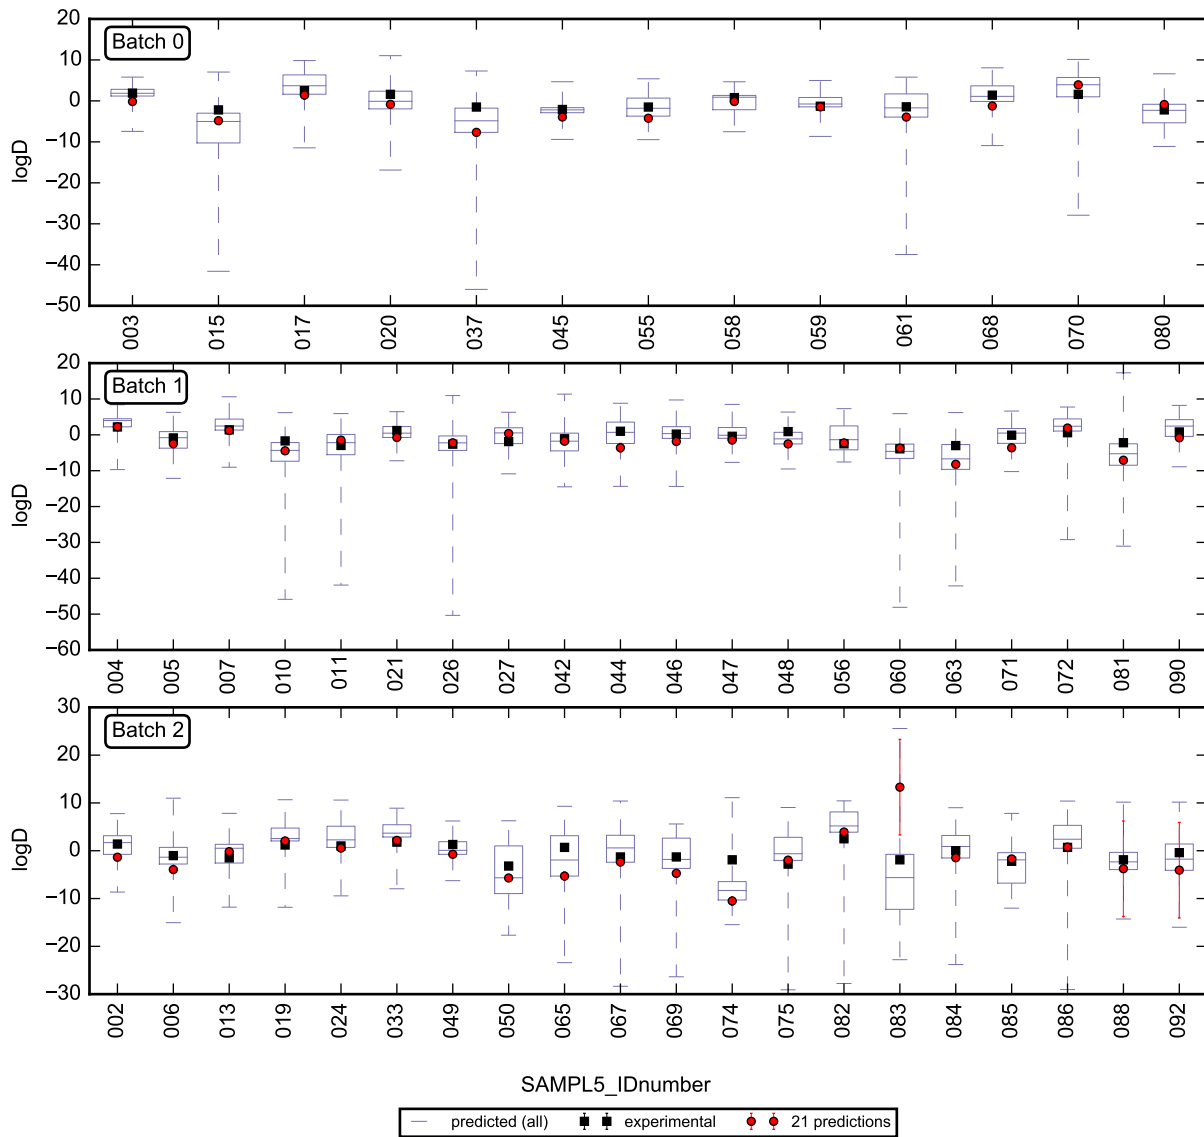 20
Batch 0
10
0
−10
−20
−30
−40
−50
logD
003 015 017 020 037 045 055 058 059 061 068 070 080
20
Batch 1
10
0
−10
−20
−30
−40
−50
−60
logD
004 005 007 010 011 021 026 027 042 044 046 047 048 056 060 063 071 072 081 090
30
Batch 2
20
10
0
−10
−20
−30
logD
002 006 013 019 024 033 049 050 065 067 069 074 075 082 083 084 085 086 088 092
SAMPL5_IDnumber
predicted (all) experimental 21 predictions